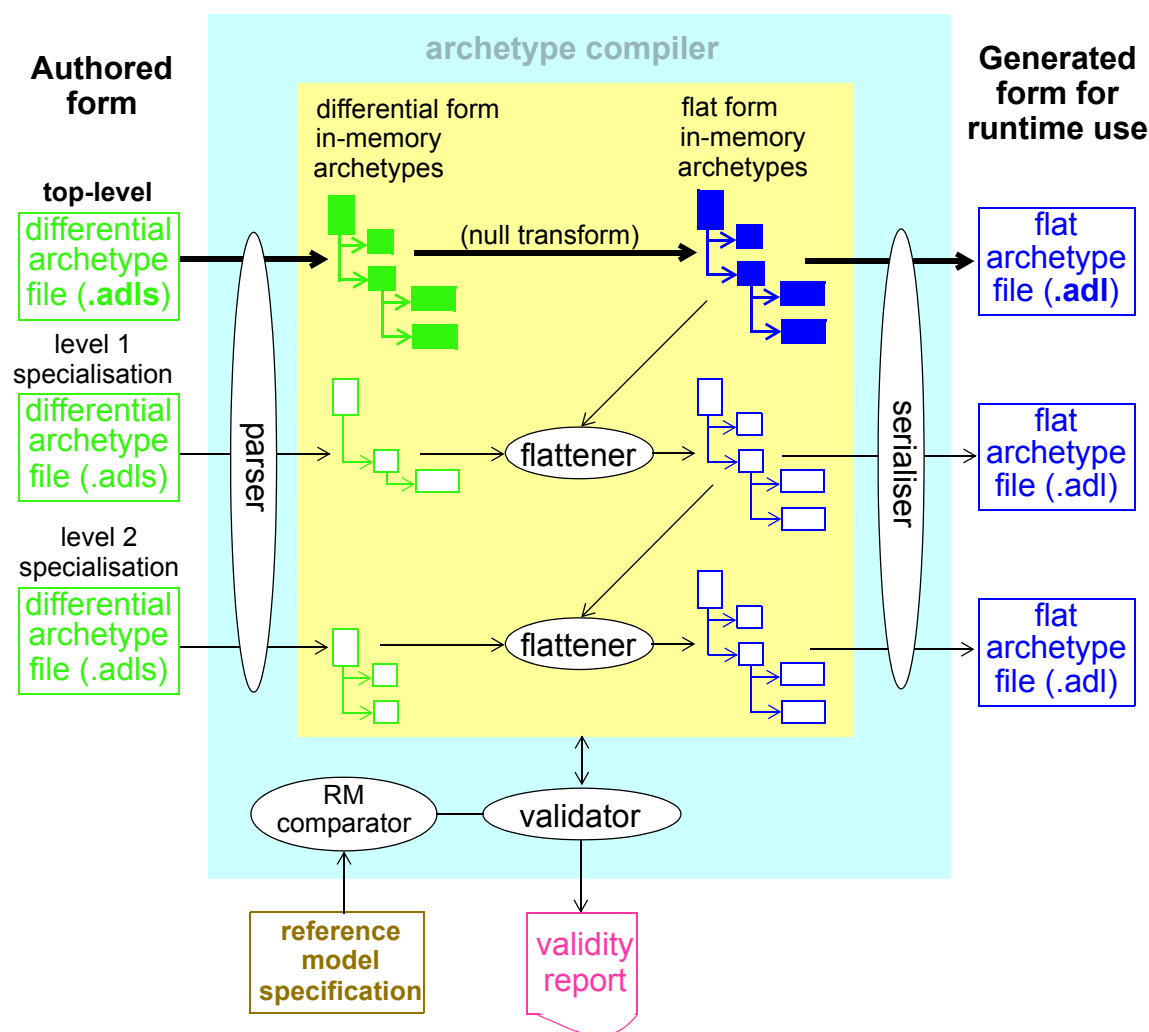 archetype compiler
Authored
form
Generated
form for
runtime use
differential form
in-memory
archetypes
flat form
in-memory
archetypes
top-level
differential
archetype
file (.adls)
(null transform)
flat
archetype
file (.adl)
level 1
specialisation
differential
archetype
file (.adls)
parser
flattener
serialiser
flat
archetype
file (.adl)
level 2
specialisation
differential
archetype
file (.adls)
flattener
flat
archetype
file (.adl)
RM
comparator
validator
reference
model
specification
validity
report